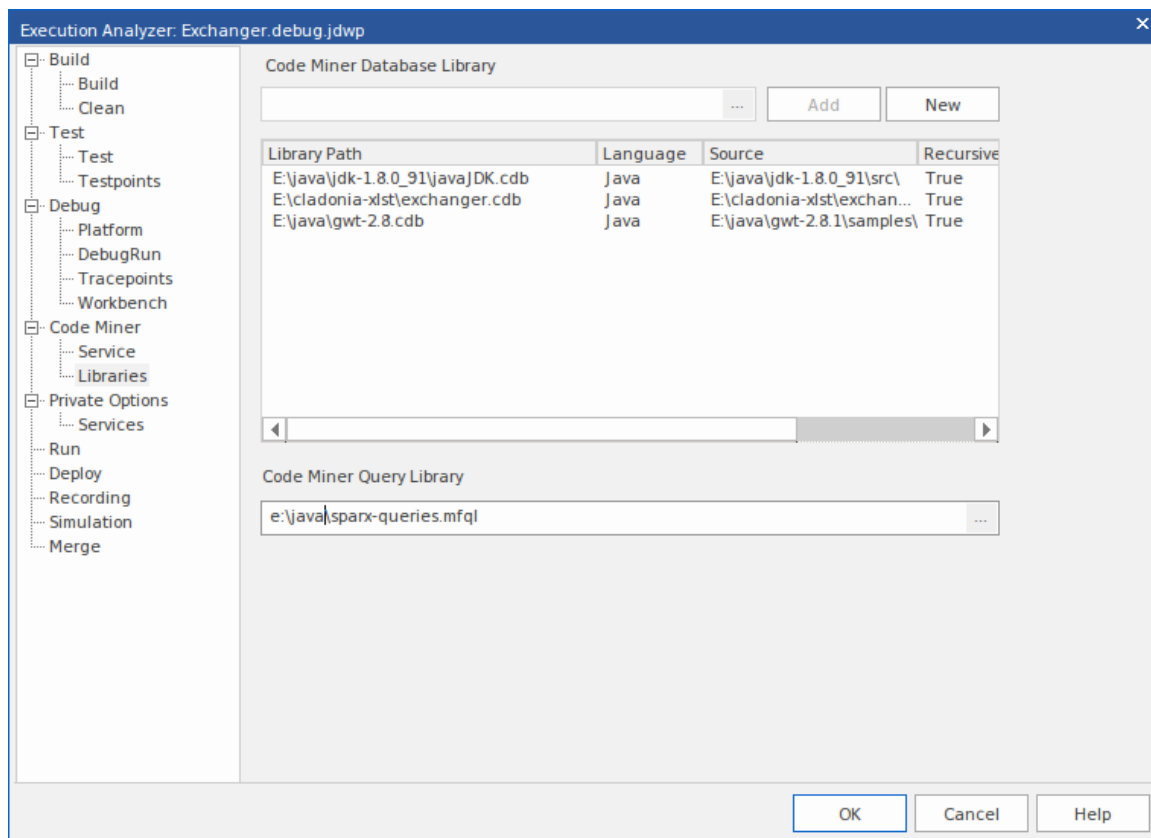 Execution Analyzer: Exchanger.debug.jdwp
Build
Build
Clean
Test
Test
Testpoints
Debug
Platform
DebugRun
Tracepoints
Workbench
Code Miner
Service
Libraries
Private Options
Services
Run
Deploy
Recording
Simulation
Merge
Code Miner Database Library
... Add New
Library Path Language Source Recursive
E:\java\jdk-1.8.0_91\javaJDK.cdb Java E:\java\jdk-1.8.0_91\src\ True
E:\cladonia-xlst\exchanger.cdb Java E:\cladonia-xlst\exchan... True
E:\java\gwt-2.8.cdb Java E:\java\gwt-2.8.1\samples\ True
Code Miner Query Library
e:\java\sparx-queries.mfql ...
OK Cancel Help